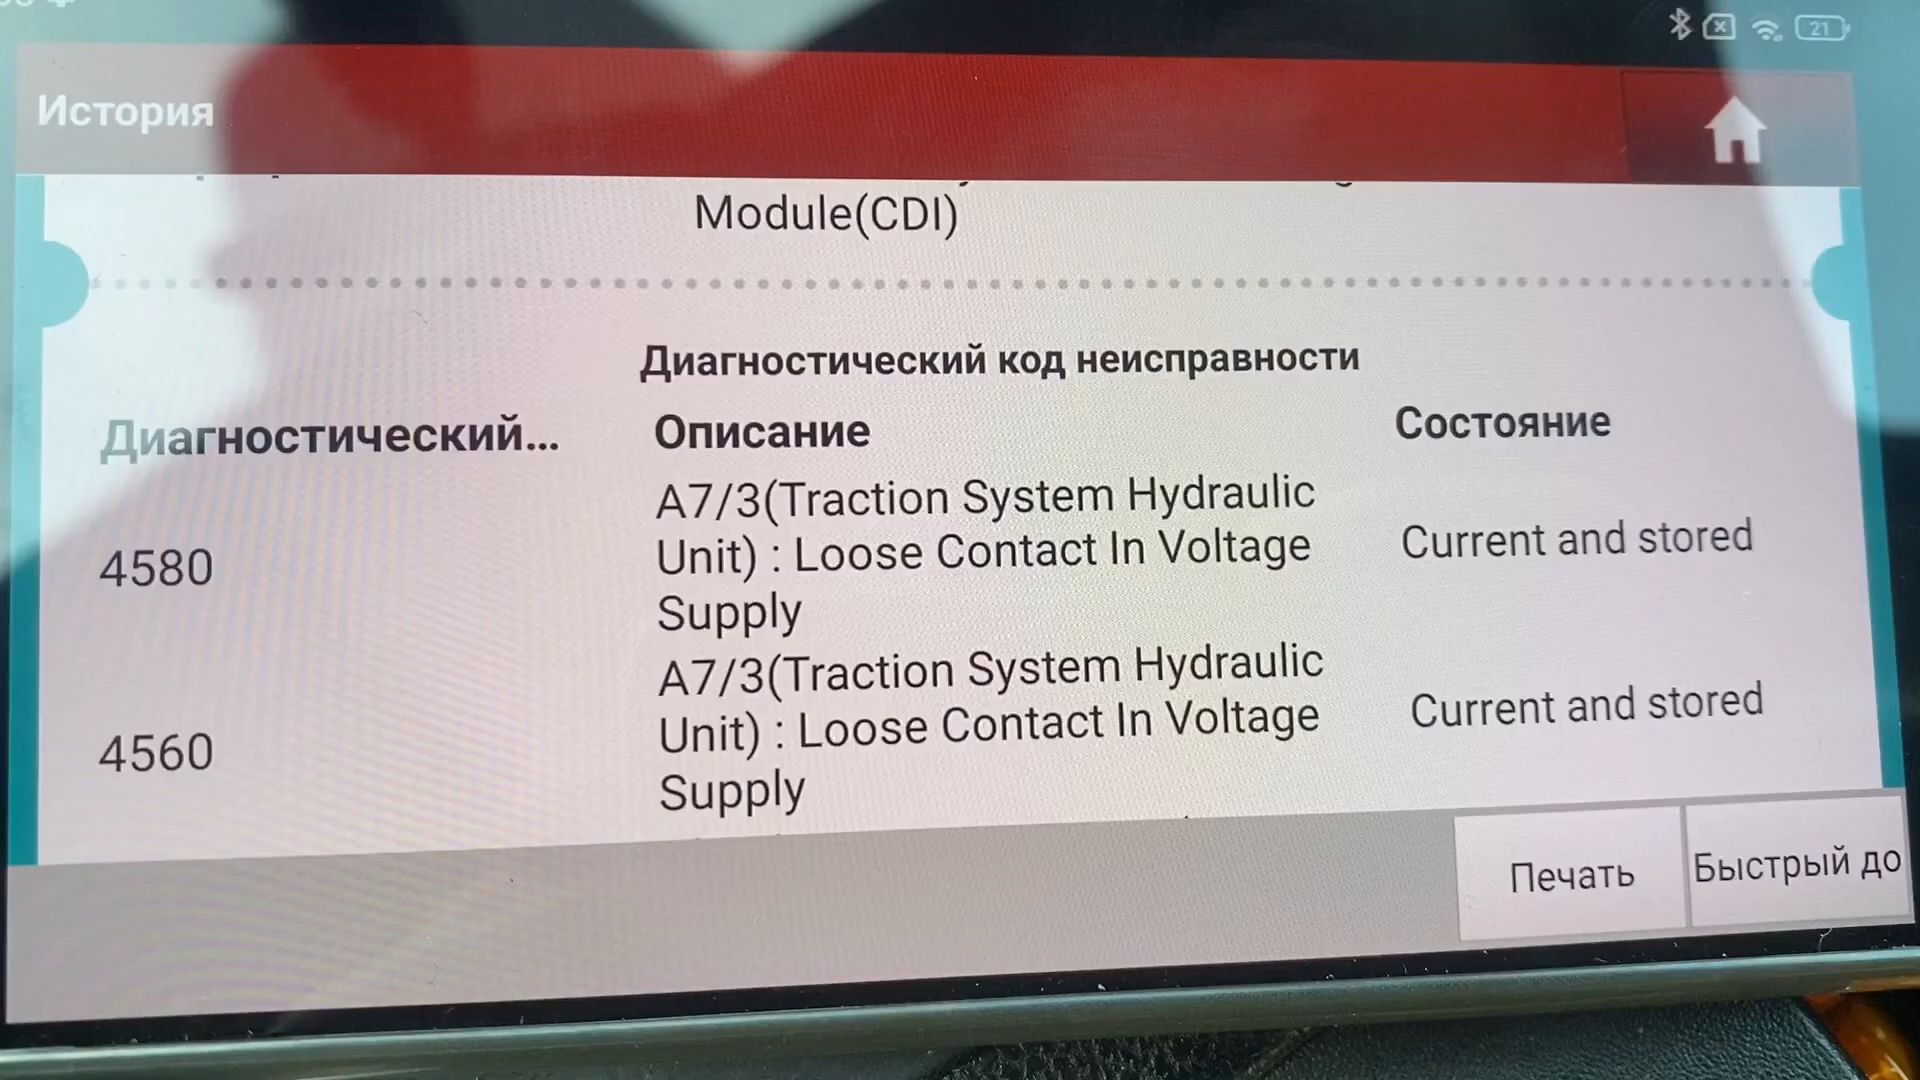 21
История
Module(CDI)
Диагностический код неисправности
Диагностический... Описание Состояние
4580 A7/3(Traction System Hydraulic Unit) : Loose Contact In Voltage Supply Current and stored
4560 A7/3(Traction System Hydraulic Unit) : Loose Contact In Voltage Supply Current and stored
Печать Быстрый до